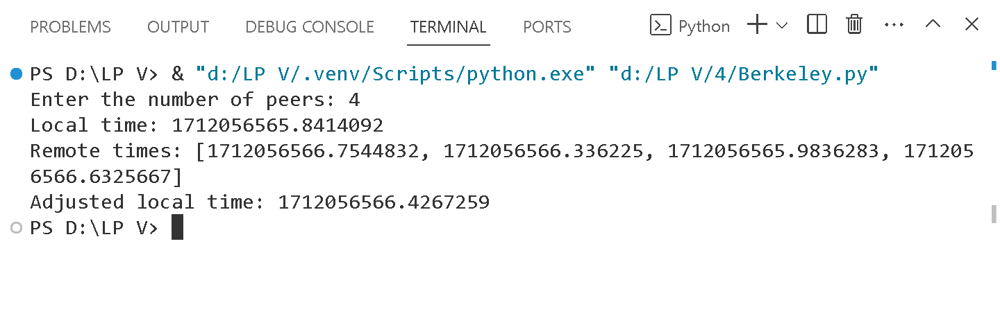 PROBLEMS OUTPUT DEBUG CONSOLE TERMINAL PORTS Python
PS D:\LP V> & "d:/LP V/.venv/Scripts/python.exe" "d:/LP V/4/Berkeley.py"
Enter the number of peers: 4
Local time: 1712056565.8414092
Remote times: [1712056566.7544832, 1712056566.336225, 1712056565.9836283, 171205
6566.6325667]
Adjusted local time: 1712056566.4267259
PS D:\LP V>